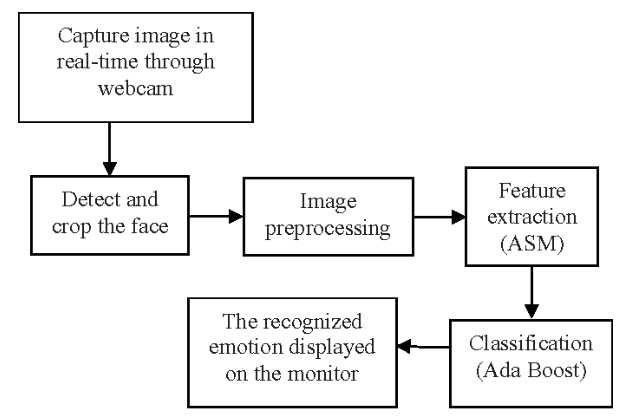 Capture image in
real-time through
webcam
Detect and
crop the face
Image
preprocessing
Feature
extraction
(ASM)
Classification
(Ada Boost)
The recognized
emotion displayed
on the monitor